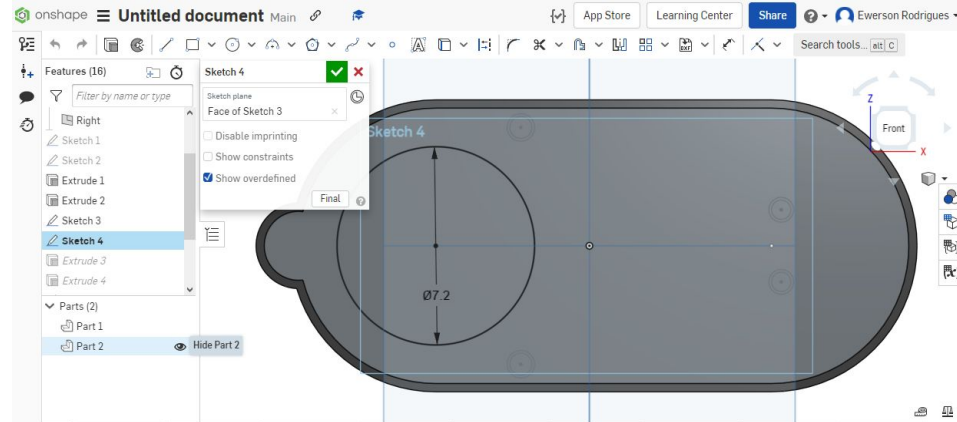 onshape Untitled document Main App Store Learning Center Share Ewerson Rodrigues
Search tools... alt C
Features (16)
Filter by name or type
Right
Sketch 1
Sketch 2
Extrude 1
Extrude 2
Sketch 3
Sketch 4
Extrude 3
Extrude 4
Parts (2)
Part 1
Part 2
Hide Part 2
Sketch 4
Sketch plane
Face of Sketch 3
Disable imprinting
Show constraints
Show overdefined
Final
Sketch 4
Ø7.2
Z
Front
X